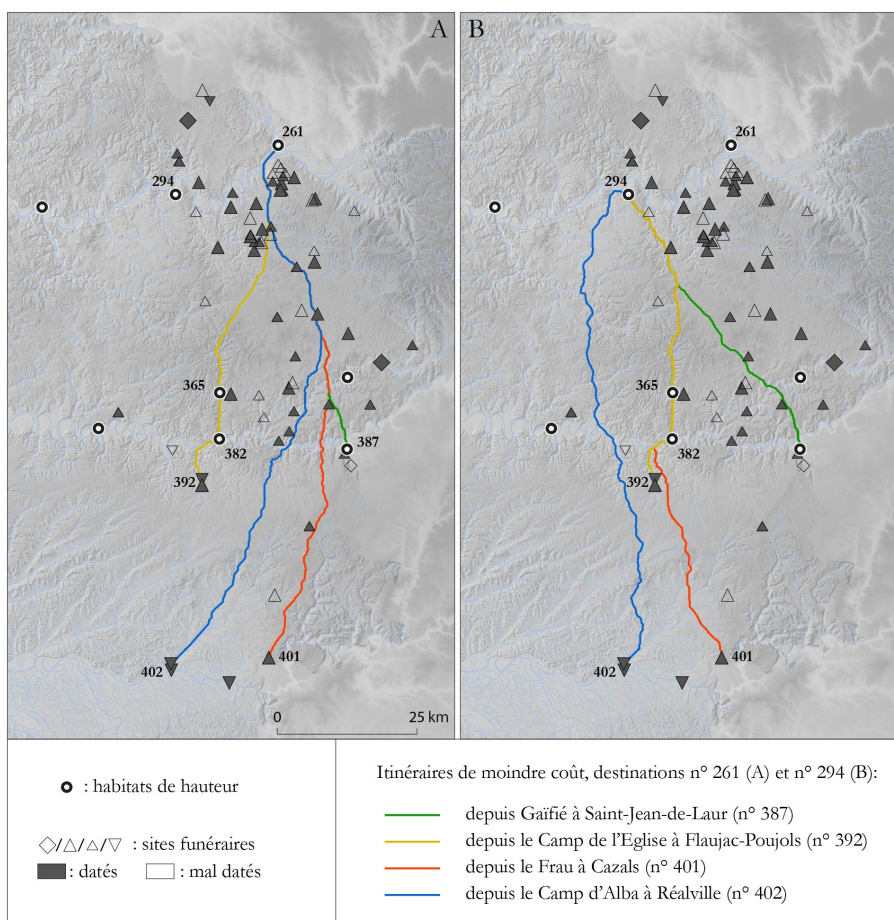 A
261
294
365
387
382
392
401
402
0
25 km
B
261
294
365
382
392
401
402
: habitats de hauteur
/ / / : sites funéraires
: datés : mal datés
Itinéraires de moindre coût, destinations n° 261 (A) et n° 294 (B):
depuis Gaïfié à Saint-Jean-de-Laur (n° 387)
depuis le Camp de l'Eglise à Flaujac-Poujols (n° 392)
depuis le Frau à Cazals (n° 401)
depuis le Camp d'Alba à Réalville (n° 402)